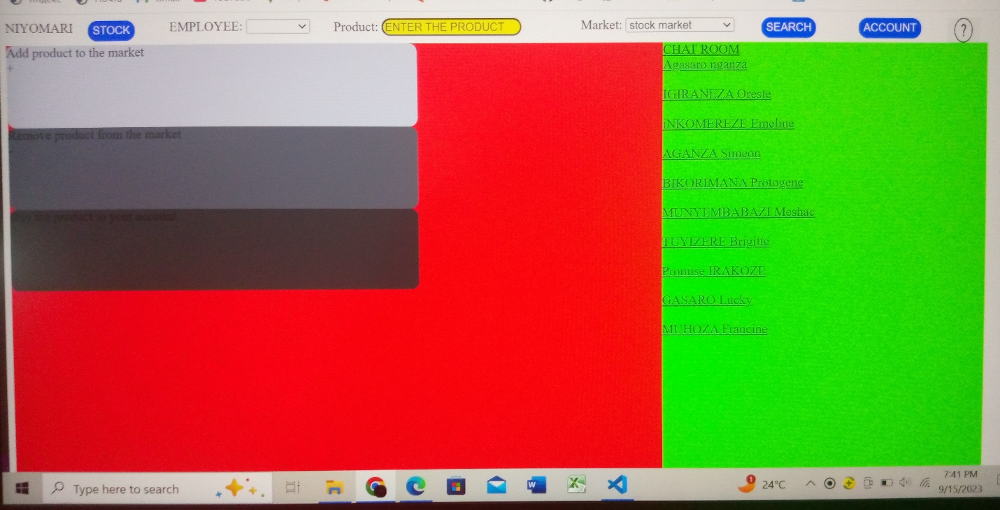 Gmail
NIYOMARI STOCK EMPLOYEE: Product: ENTER THE PRODUCT Market: stock market SEARCH ACCOUNT ?
Add product to the market
+
Remove product from the market
-
the product to your account
CHAT ROOM
Agasaro nganza
IGIRANEZA Oreste
iNKOMEREZE Emeline
AGANZA Simeon
BIKORIMANA Protogene
MUNYEMBABAZI Meshac
TUYIZERE Brigitte
Promise IRAKOZE
GASARO Lucky
MUHOZA Francine
Type here to search
1
24°C
7:41 PM
9/15/2023